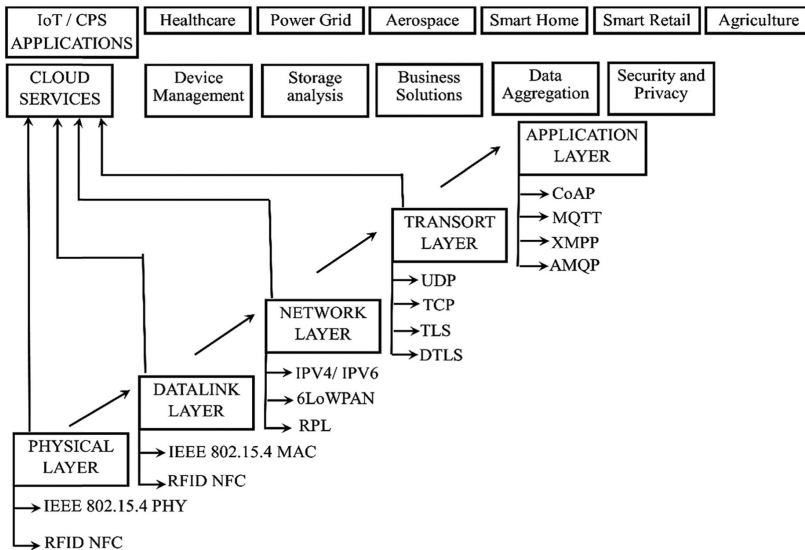 IoT / CPS
APPLICATIONS
Healthcare
Power Grid
Aerospace
Smart Home
Smart Retail
Agriculture
CLOUD
SERVICES
Device
Management
Storage
analysis
Business
Solutions
Data
Aggregation
Security and
Privacy
APPLICATION
LAYER
CoAP
MQTT
XMPP
AMQP
TRANSORT
LAYER
UDP
TCP
TLS
DTLS
NETWORK
LAYER
IPV4/ IPV6
6LoWPAN
RPL
DATALINK
LAYER
IEEE 802.15.4 MAC
RFID NFC
PHYSICAL
LAYER
IEEE 802.15.4 PHY
RFID NFC